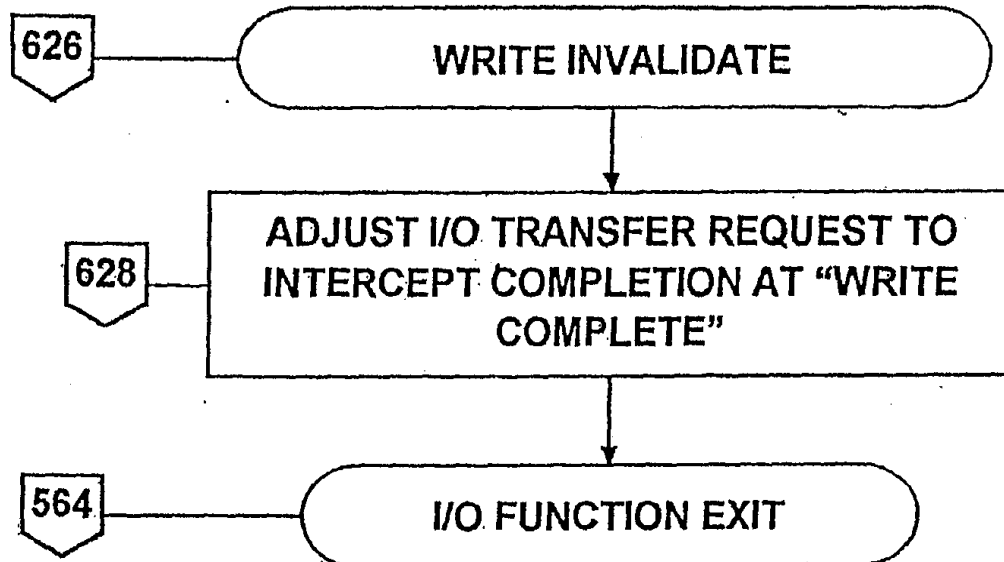 626
WRITE INVALIDATE
628
ADJUST I/O TRANSFER REQUEST TO
INTERCEPT COMPLETION AT “WRITE
COMPLETE”
564
I/O FUNCTION EXIT